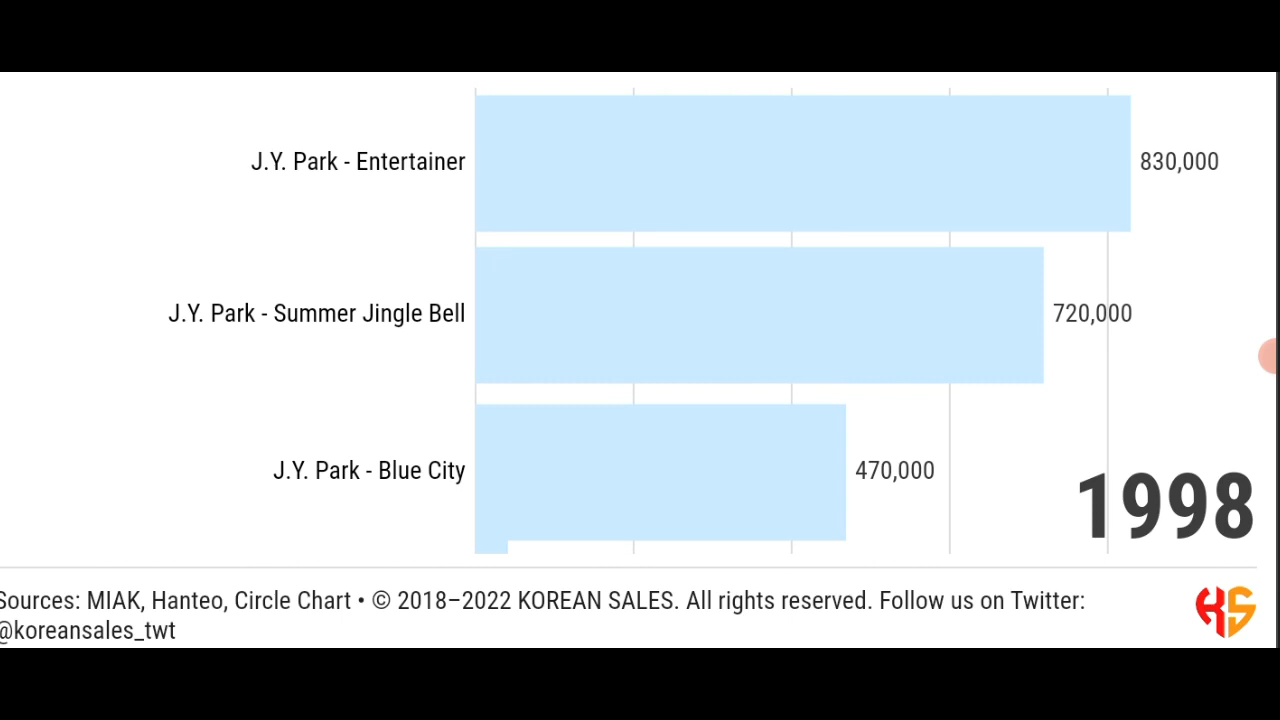 J.Y. Park - Entertainer 830,000
J.Y. Park - Summer Jingle Bell 720,000
J.Y. Park - Blue City 470,000
1998
Sources: MIAK, Hanteo, Circle Chart • © 2018–2022 KOREAN SALES. All rights reserved. Follow us on Twitter:
@koreansales_twt
KS